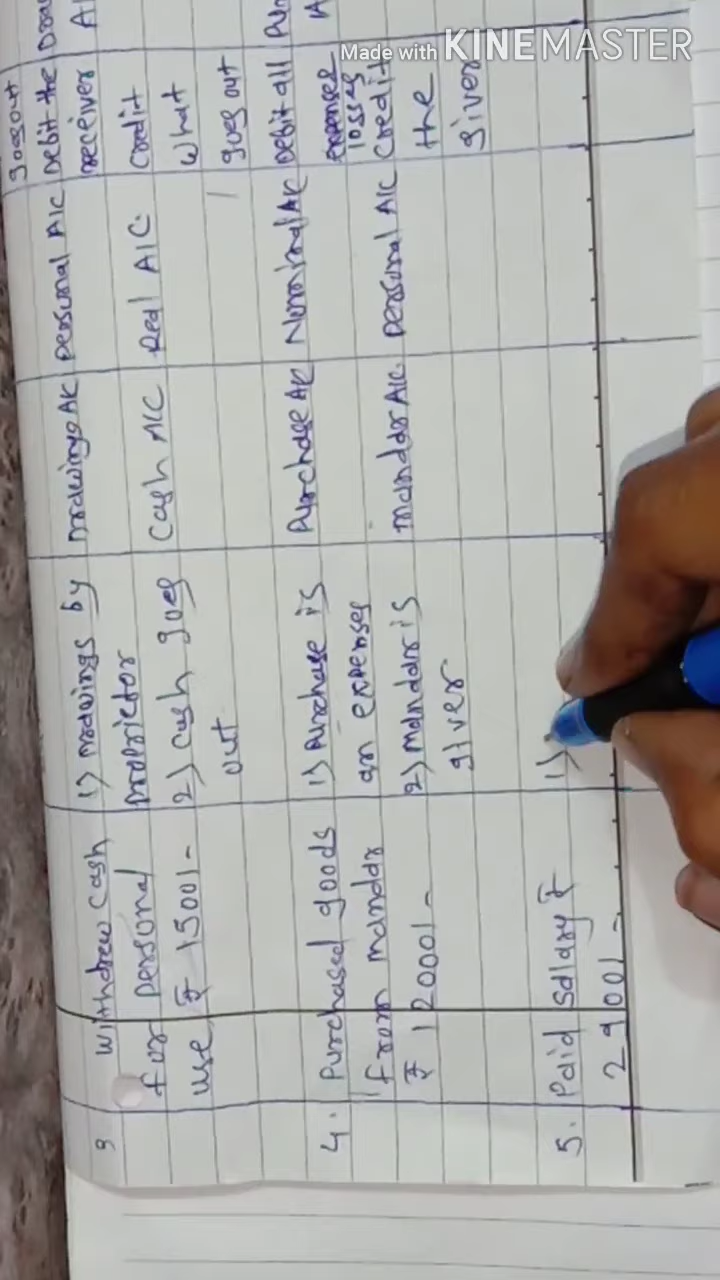 Made with KINEMASTER
goes out
3 Withdrew cash
for personal
use ₹ 1500/-
1) Drawings by
proprietor
2) Cash goes
out
Drawings A/C
Cash A/C
Personal A/C
Real A/C.
Debit the
receiver
Credit
what
goes out
4. Purchased goods
from mandar
₹ 12000/-
1) Purchase is
an expenses
2) Mandar is
giver
Purchase A/C
Mandar A/C.
Nominal A/C
Personal A/C
Debit all
expenses
losses
Credit
the
giver
5. Paid salary ₹
2900/-
1)